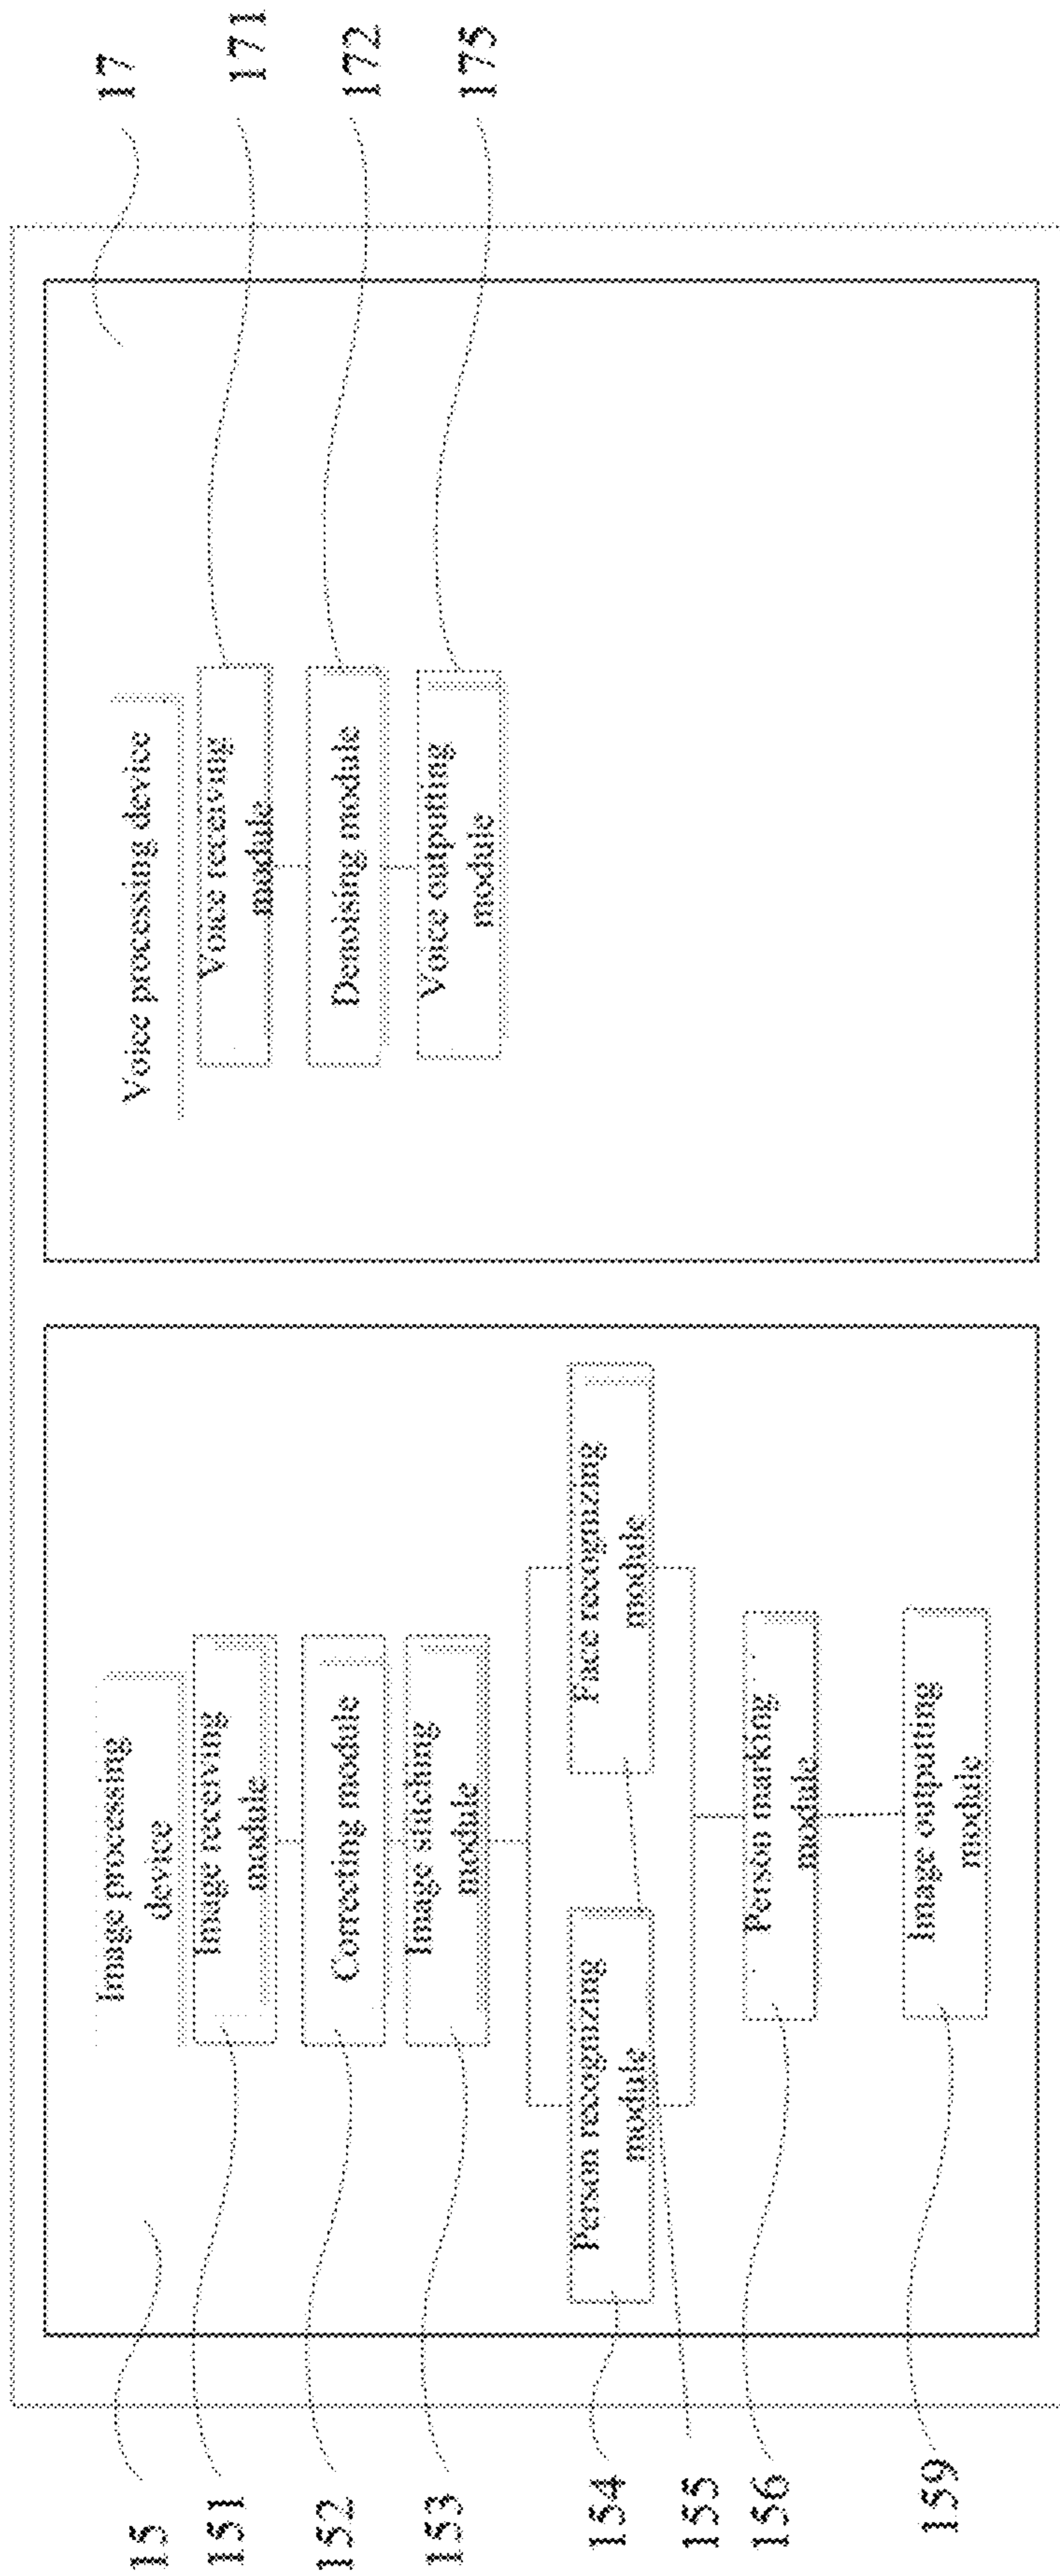 15
Image processing
device
151
Image receiving
module
152
Correcting module
153
Image stitching
module
154
Person recognizing
module
155
Face recognizing
module
156
Person marking
module
159
Image outputting
module
17
Voice processing device
171
Voice receiving
module
172
Denoising module
175
Voice outputting
module